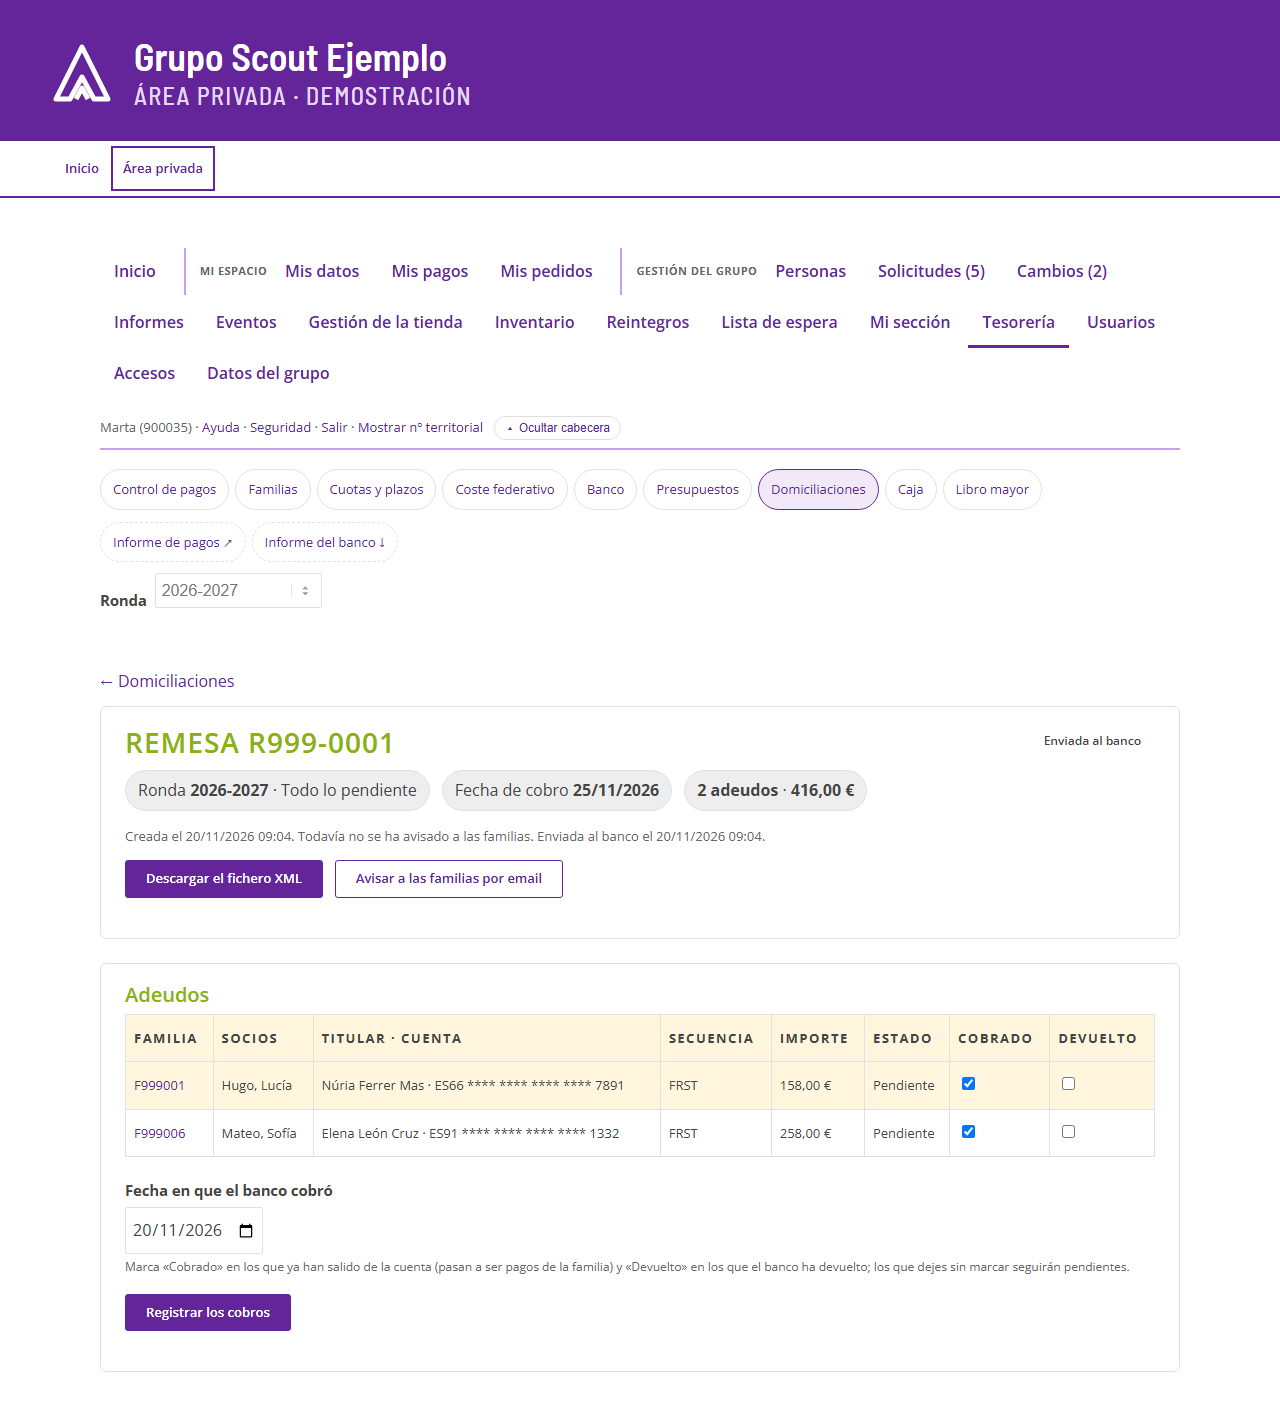 Grupo Scout Ejemplo
ÁREA PRIVADA · DEMOSTRACIÓN
Inicio Área privada
Inicio MI ESPACIO Mis datos Mis pagos Mis pedidos GESTIÓN DEL GRUPO Personas Solicitudes (5) Cambios (2)
Informes Eventos Gestión de la tienda Inventario Reintegros Lista de espera Mi sección Tesorería Usuarios
Accesos Datos del grupo
Marta (900035) · Ayuda · Seguridad · Salir · Mostrar nº territorial ▲ Ocultar cabecera
Control de pagos Familias Cuotas y plazos Coste federativo Banco Presupuestos Domiciliaciones Caja Libro mayor
Informe de pagos ↗ Informe del banco ↓
Ronda 2026-2027
← Domiciliaciones
REMESA R999-0001 Enviada al banco
Ronda 2026-2027 · Todo lo pendiente Fecha de cobro 25/11/2026 2 adeudos · 416,00 €
Creada el 20/11/2026 09:04. Todavía no se ha avisado a las familias. Enviada al banco el 20/11/2026 09:04.
Descargar el fichero XML Avisar a las familias por email
Adeudos
FAMILIA SOCIOS TITULAR · CUENTA SECUENCIA IMPORTE ESTADO COBRADO DEVUELTO
F999001 Hugo, Lucía Núria Ferrer Mas · ES66 **** **** **** **** 7891 FRST 158,00 € Pendiente
F999006 Mateo, Sofía Elena León Cruz · ES91 **** **** **** **** 1332 FRST 258,00 € Pendiente
Fecha en que el banco cobró
20/11/2026
Marca «Cobrado» en los que ya han salido de la cuenta (pasan a ser pagos de la familia) y «Devuelto» en los que el banco ha devuelto; los que dejes sin marcar seguirán pendientes.
Registrar los cobros